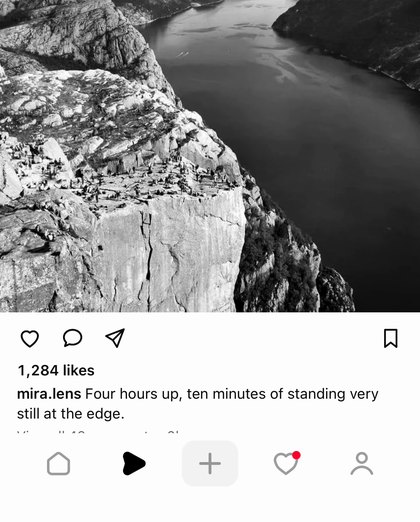 1,284 likes
mira.lens Four hours up, ten minutes of standing very
still at the edge.